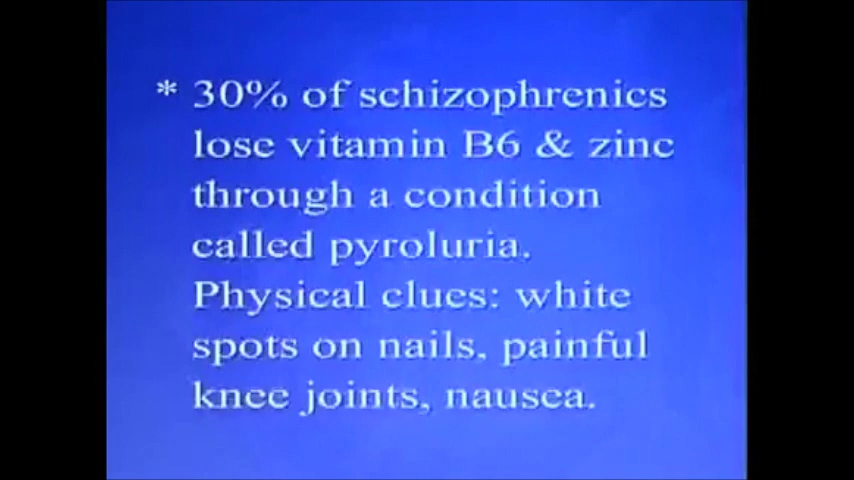 * 30% of schizophrenics
lose vitamin B6 & zinc
through a condition
called pyroluria.
Physical clues: white
spots on nails, painful
knee joints, nausea.